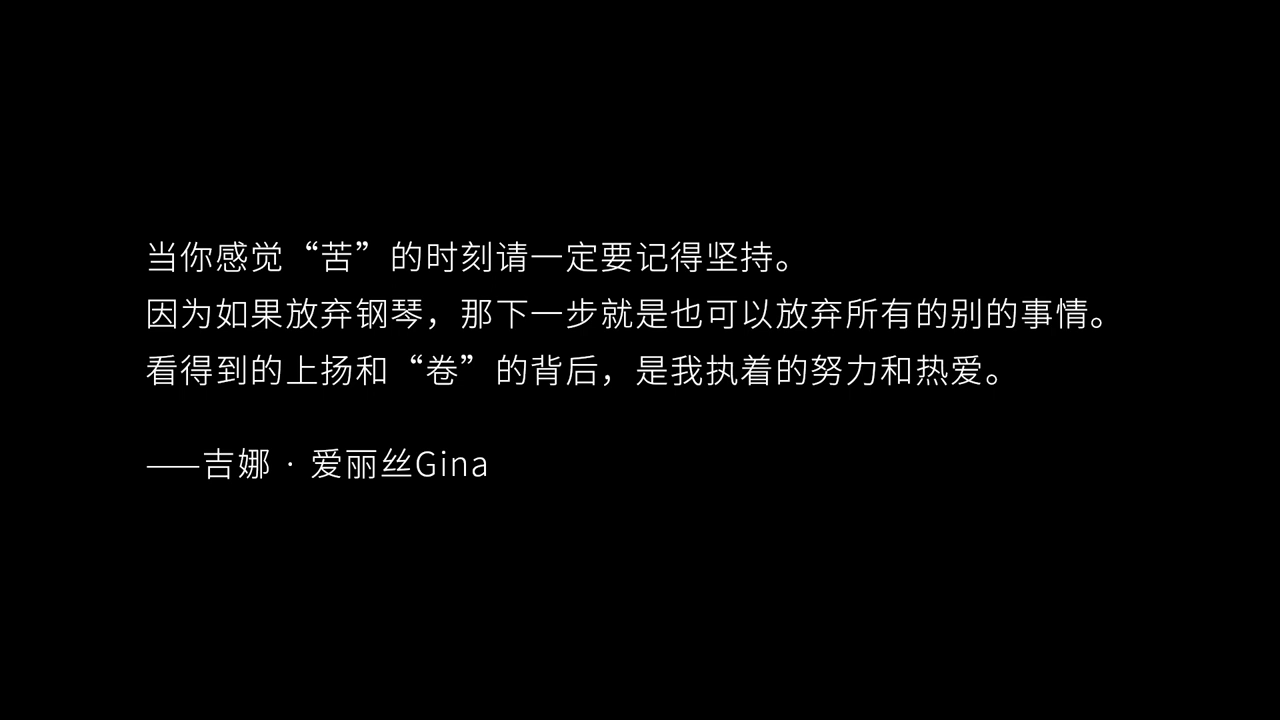 当你感觉“苦”的时刻请一定要记得坚持。
因为如果放弃钢琴，那下一步就是也可以放弃所有的别的事情。
看得到的上扬和“卷”的背后，是我执着的努力和热爱。
——吉娜 · 爱丽丝Gina